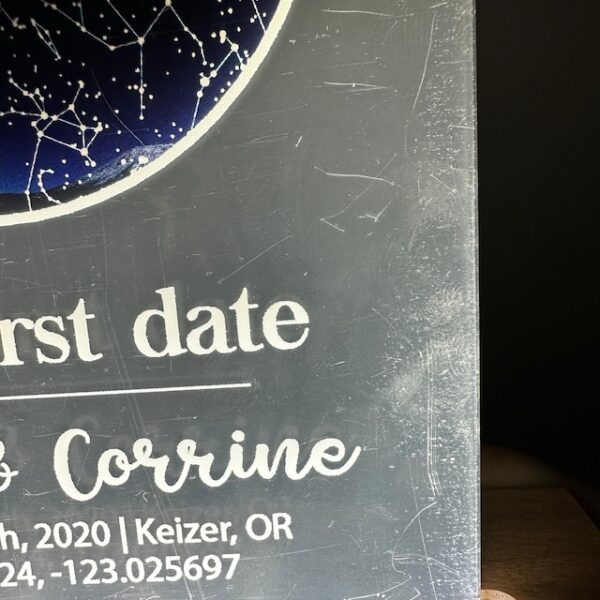 rst date
& Corrine
h, 2020 | Keizer, OR
24, -123.025697